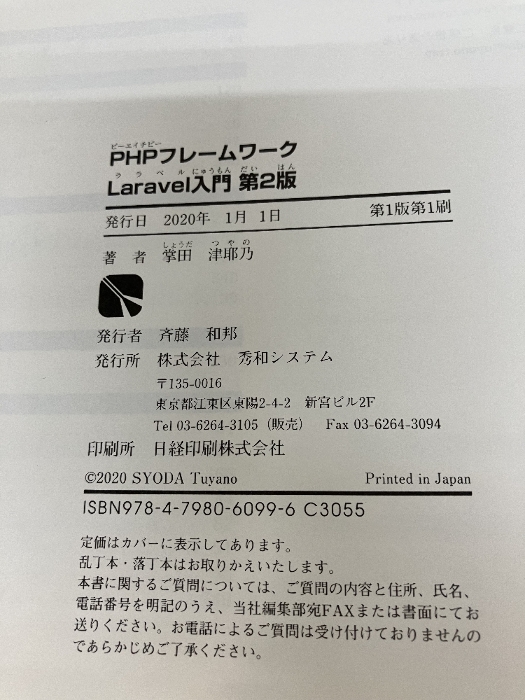 ピーエイチピー
PHPフレームワーク
ララベルにゅうもん だい はん
Laravel入門 第2版
発行日 2020年 1月 1日 第1版第1刷
しょうだ つやの
著者 掌田 津耶乃
発行者 斉藤 和邦
発行所 株式会社 秀和システム
〒135-0016
東京都江東区東陽2-4-2 新宮ビル2F
Tel 03-6264-3105(販売) Fax 03-6264-3094
印刷所 日経印刷株式会社
©2020 SYODA Tuyano Printed in Japan
ISBN978-4-7980-6099-6 C3055
定価はカバーに表示してあります。
乱丁本・落丁本はお取りかえいたします。
本書に関するご質問については、ご質問の内容と住所、氏名、
電話番号を明記のうえ、当社編集部宛FAXまたは書面にてお
送りください。お電話によるご質問は受け付けておりませんの
であらかじめご了承ください。